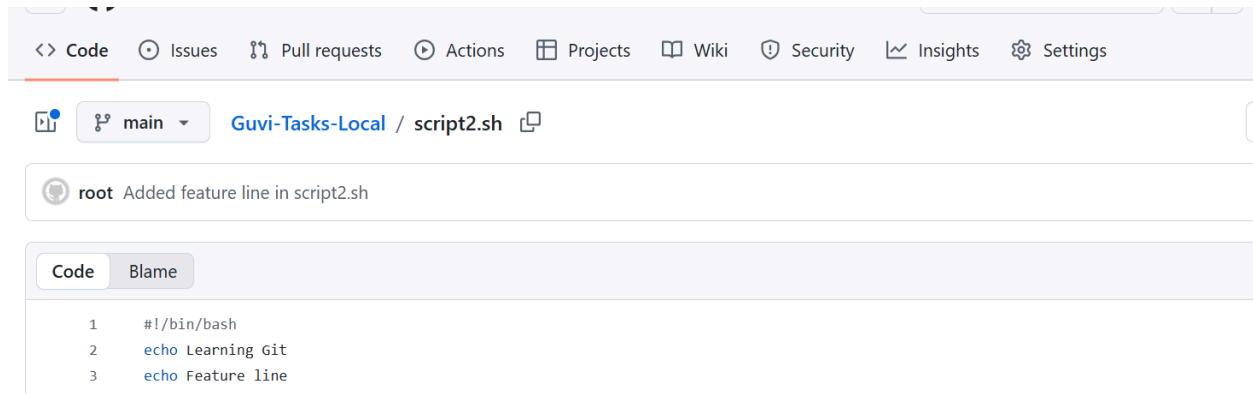 <> Code Issues Pull requests Actions Projects Wiki Security Insights Settings
main Guvi-Tasks-Local / script2.sh
root Added feature line in script2.sh
Code Blame
1 #!/bin/bash
2 echo Learning Git
3 echo Feature line